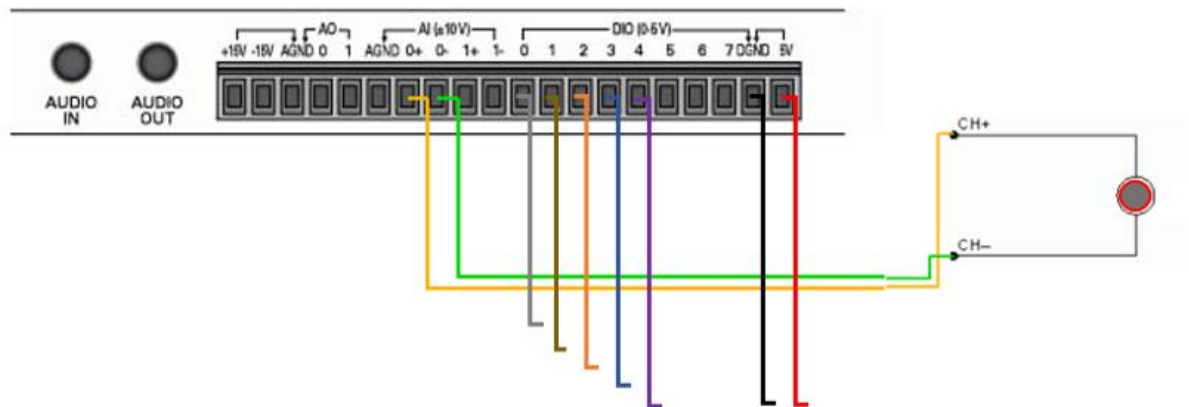 AO AI (±10V) DIO (0-5V)
+15V -15V AGND 0 1 AGND 0+ 0- 1+ 1- 0 1 2 3 4 5 6 7 DGND 5V
AUDIO IN
AUDIO OUT
CH+
CH–